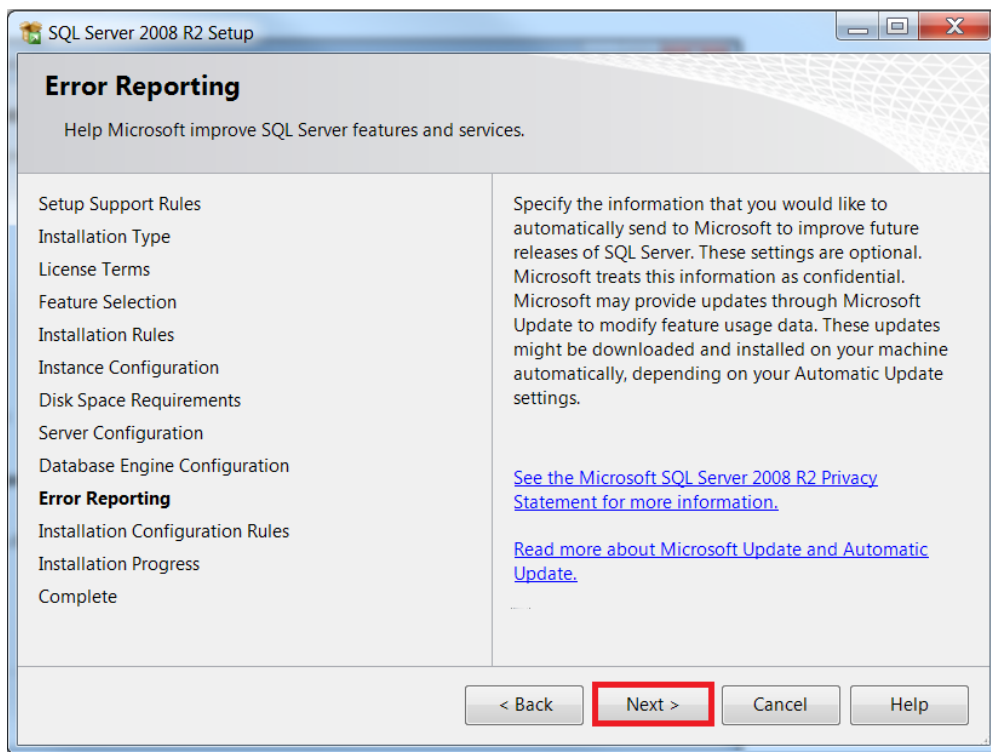 SQL Server 2008 R2 Setup
Error Reporting
Help Microsoft improve SQL Server features and services.
Setup Support Rules
Installation Type
License Terms
Feature Selection
Installation Rules
Instance Configuration
Disk Space Requirements
Server Configuration
Database Engine Configuration
Error Reporting
Installation Configuration Rules
Installation Progress
Complete
Specify the information that you would like to
automatically send to Microsoft to improve future
releases of SQL Server. These settings are optional.
Microsoft treats this information as confidential.
Microsoft may provide updates through Microsoft
Update to modify feature usage data. These updates
might be downloaded and installed on your machine
automatically, depending on your Automatic Update
settings.
See the Microsoft SQL Server 2008 R2 Privacy
Statement for more information.
Read more about Microsoft Update and Automatic
Update.
< Back
Next >
Cancel
Help